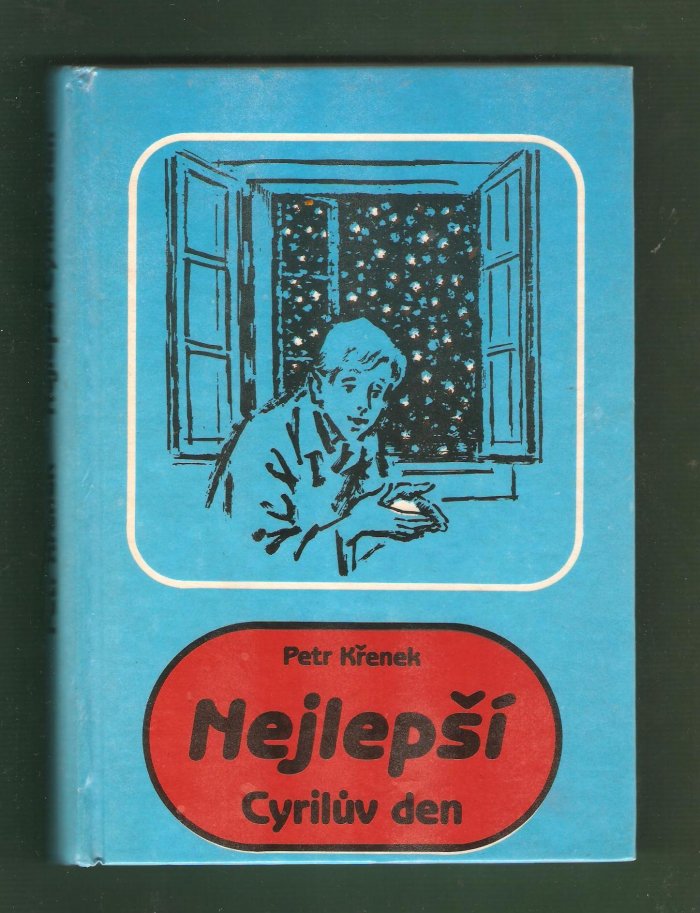 Petr Křenek
Nejlepší
Cyrilův den